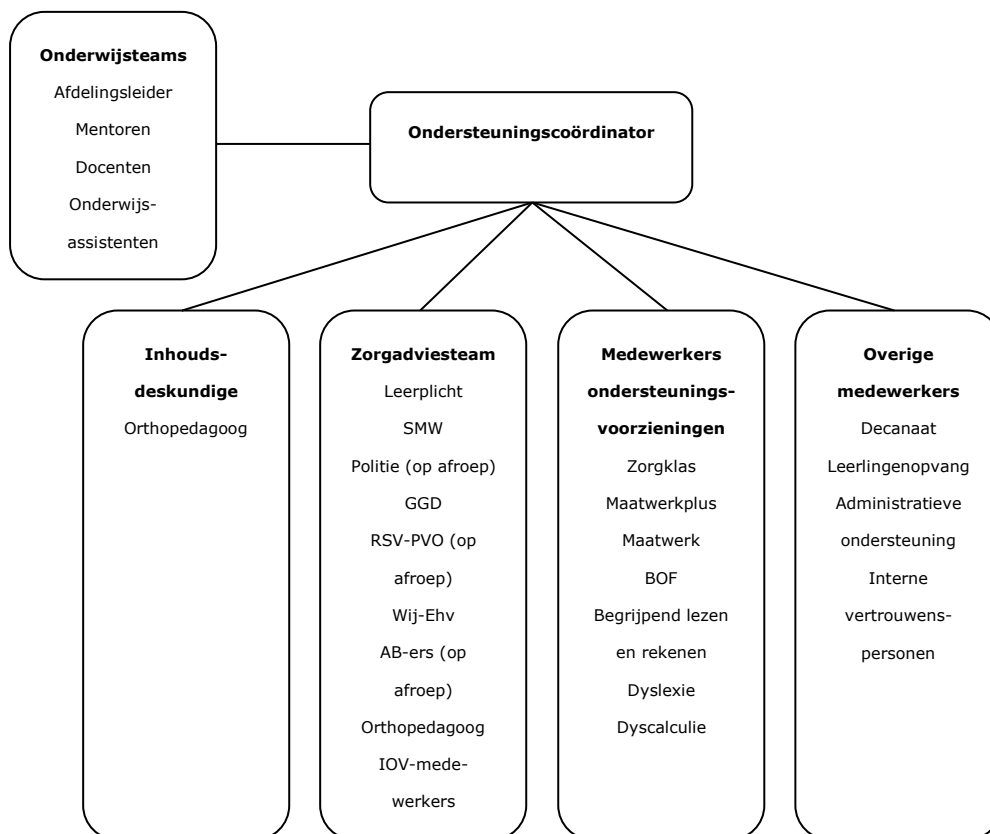 Onderwijsteams
Afdelingsleider
Mentoren
Docenten
Onderwijs-
assistenten
Ondersteuningscoördinator
Inhouds-
deskundige
Orthopedagoog
Zorgadviesteam
Leerplicht
SMW
Politie (op afroep)
GGD
RSV-PVO (op
afroep)
Wij-Ehv
AB-ers (op
afroep)
Orthopedagoog
IOV-mede-
werkers
Medewerkers
ondersteunings-
voorzieningen
Zorgklas
Maatwerkplus
Maatwerk
BOF
Begrijpend lezen
en rekenen
Dyslexie
Dyscalculie
Overige
medewerkers
Decanaat
Leerlingenopvang
Administratieve
ondersteuning
Interne
vertrouwens-
personen